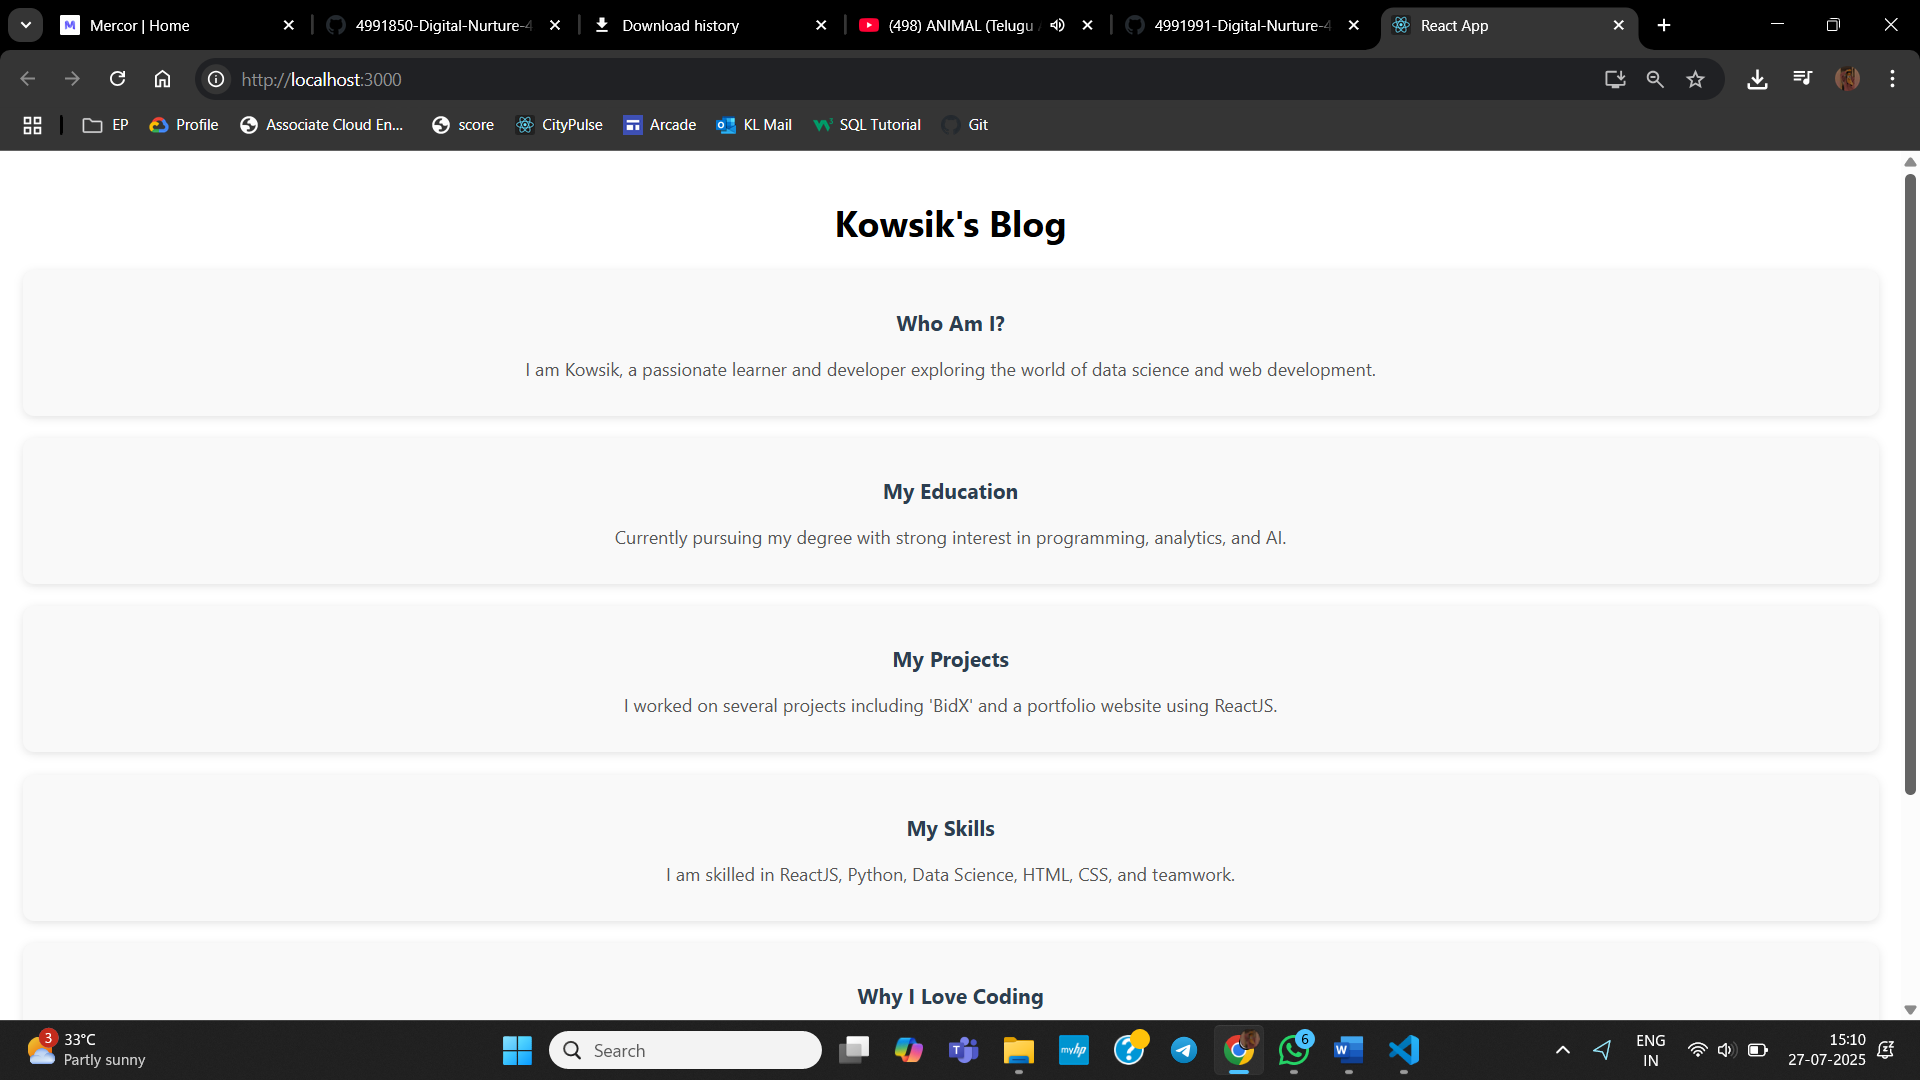 M Mercor | Home
4991850-Digital-Nurture-4
Download history
(498) ANIMAL (Telugu
4991991-Digital-Nurture-4
React App
http://localhost:3000
EP
Profile
Associate Cloud En...
score
CityPulse
Arcade
KL Mail
SQL Tutorial
Git
Kowsik's Blog
Who Am I?
I am Kowsik, a passionate learner and developer exploring the world of data science and web development.
My Education
Currently pursuing my degree with strong interest in programming, analytics, and AI.
My Projects
I worked on several projects including 'BidX' and a portfolio website using ReactJS.
My Skills
I am skilled in ReactJS, Python, Data Science, HTML, CSS, and teamwork.
Why I Love Coding
3
33°C
Partly sunny
Search
myhp
6
ENG
IN
15:10
27-07-2025